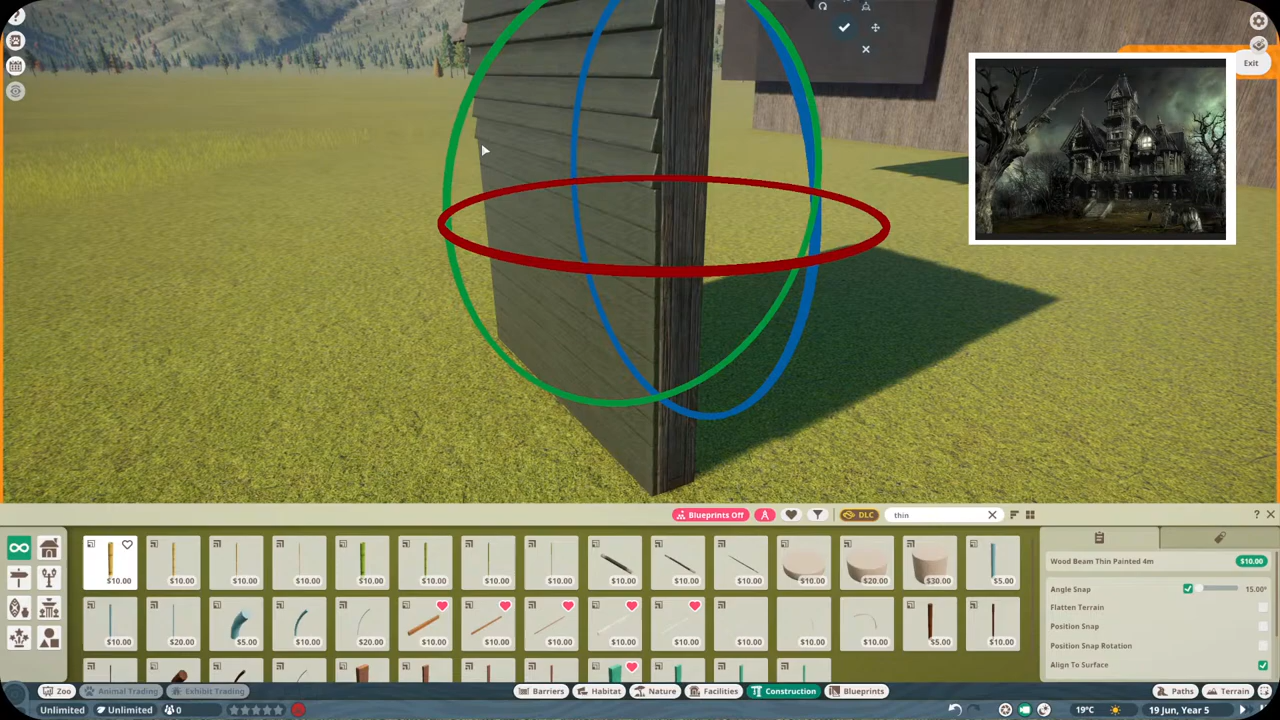 Exit
Blueprints Off
DLC
thin
?
$10.00 $10.00 $10.00 $10.00 $10.00 $10.00 $10.00 $10.00 $10.00 $10.00 $10.00 $10.00 $20.00 $30.00 $5.00
$10.00 $20.00 $5.00 $10.00 $20.00 $10.00 $10.00 $10.00 $10.00 $10.00 $10.00 $10.00 $10.00 $5.00 $10.00
Wood Beam Thin Painted 4m $10.00
Angle Snap 15.00°
Flatten Terrain
Position Snap
Position Snap Rotation
Align To Surface
Zoo Animal Trading Exhibit Trading Barriers Habitat Nature Facilities Construction Blueprints Paths Terrain
Unlimited Unlimited 0 19°C 19 Jun, Year 5